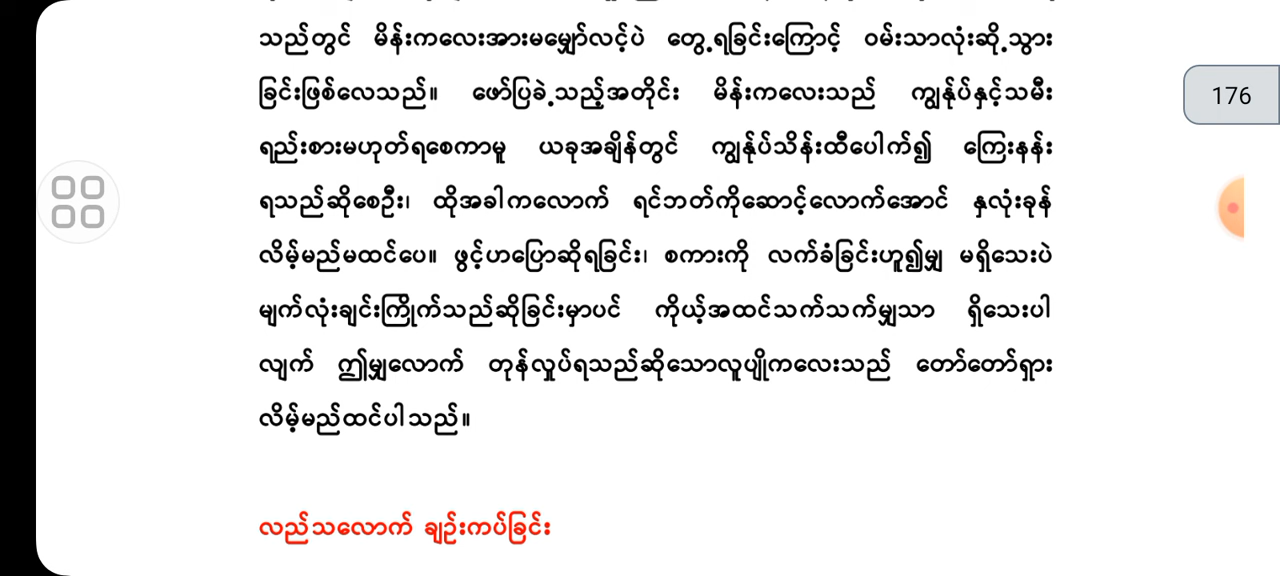 သည်တွင် မိန်းကလေးအားမမျှော်လင့်ပဲ တွေ့ရခြင်းကြောင့် ဝမ်းသာလုံးဆို့သွား
ခြင်းဖြစ်လေသည်။ ဖော်ပြခဲ့သည့်အတိုင်း မိန်းကလေးသည် ကျွန်ုပ်နှင့်သမီး
ရည်းစားမဟုတ်ရစေကာမူ ယခုအချိန်တွင် ကျွန်ုပ်သိန်းထီပေါက်၍ ကြေးနန်း
ရသည်ဆိုစေဦး၊ ထိုအခါကလောက် ရင်ဘတ်ကိုဆောင့်လောက်အောင် နှလုံးခုန်
လိမ့်မည်မထင်ပေ။ ဖွင့်ဟပြောဆိုရခြင်း၊ စကားကို လက်ခံခြင်းဟူ၍မျှ မရှိသေးပဲ
မျက်လုံးချင်းကြိုက်သည်ဆိုခြင်းမှာပင် ကိုယ့်အထင်သက်သက်မျှသာ ရှိသေးပါ
လျက် ဤမျှလောက် တုန်လှုပ်ရသည်ဆိုသောလူပျိုကလေးသည် တော်တော်ရှား
လိမ့်မည်ထင်ပါသည်။
176
လည်သလောက် ချဉ်းကပ်ခြင်း